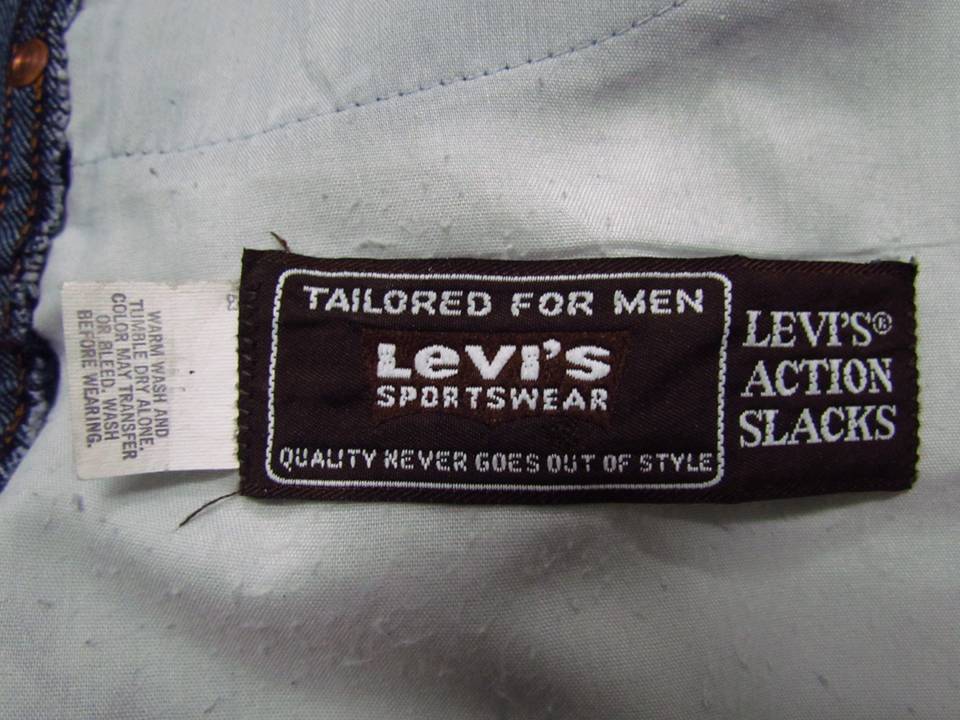 TAILORED FOR MEN
LeVI'S
SPORTSWEAR
QUALITY NEVER GOES OUT OF STYLE
LEVI'S®
ACTION
SLACKS
WARM WASH AND
TUMBLE DRY ALONE.
COLOR MAY TRANSFER
OR BLEED. WASH
BEFORE WEARING.